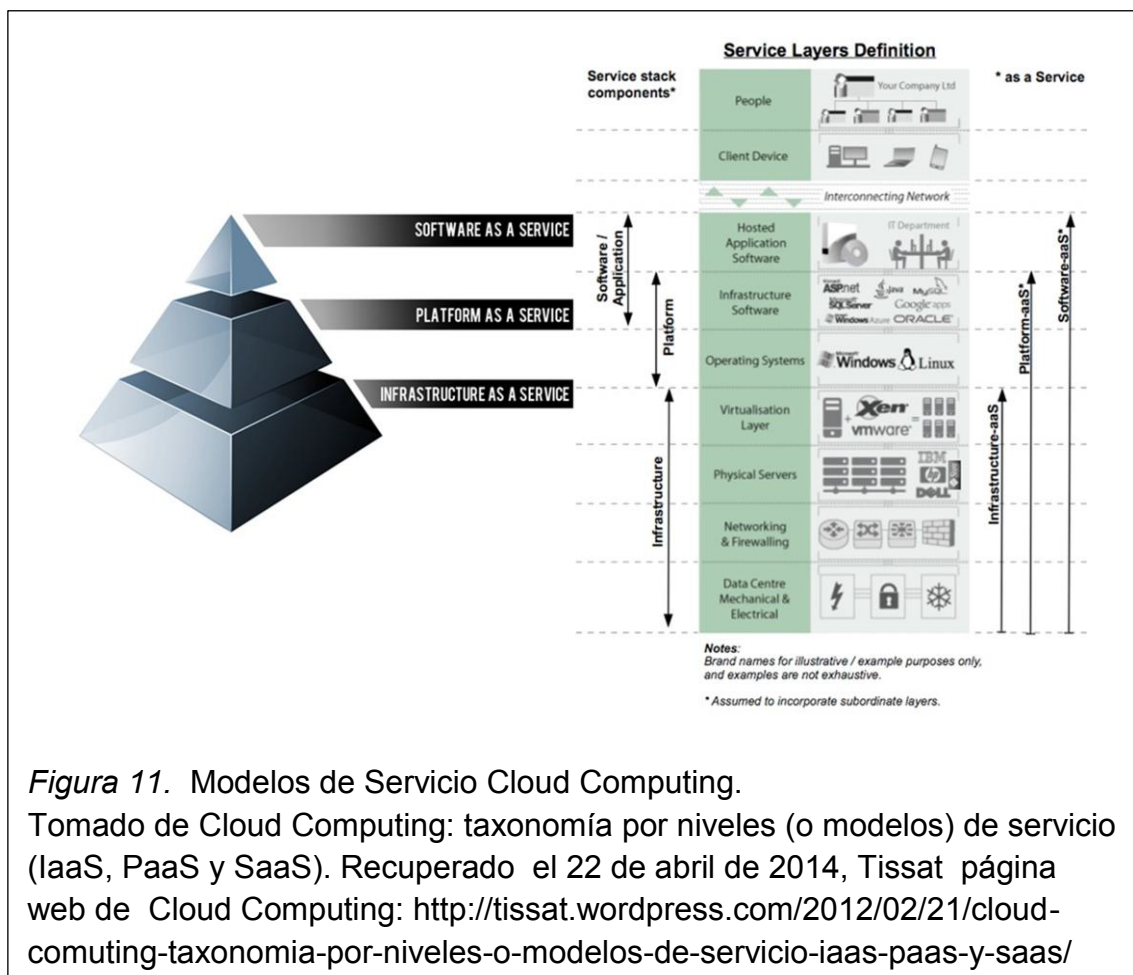 Service Layers Definition
Service stack
components*
* as a Service
People
Your Company Ltd
Client Device
Interconnecting Network
SOFTWARE AS A SERVICE
PLATFORM AS A SERVICE
INFRASTRUCTURE AS A SERVICE
Software /
Application
Platform
Infrastructure
Hosted
Application
Software
IT Department
Infrastructure
Software
Microsoft
ASP.net
Java
MySQL
Microsoft
SQL Server
Google apps
Windows Azure
ORACLE
Operating Systems
Microsoft
Windows
Linux
Virtualisation
Layer
+
Xen
vmware
=
Physical Servers
IBM
hp
DELL
Networking
& Firewalling
Data Centre
Mechanical &
Electrical
Infrastructure-aaS
Platform-aaS*
Software-aaS*
Notes:
Brand names for illustrative / example purposes only,
and examples are not exhaustive.
* Assumed to incorporate subordinate layers.
Figura 11. Modelos de Servicio Cloud Computing.
Tomado de Cloud Computing: taxonomía por niveles (o modelos) de servicio
(IaaS, PaaS y SaaS). Recuperado el 22 de abril de 2014, Tissat página
web de Cloud Computing: http://tissat.wordpress.com/2012/02/21/cloud-
comuting-taxonomia-por-niveles-o-modelos-de-servicio-iaas-paas-y-saas/